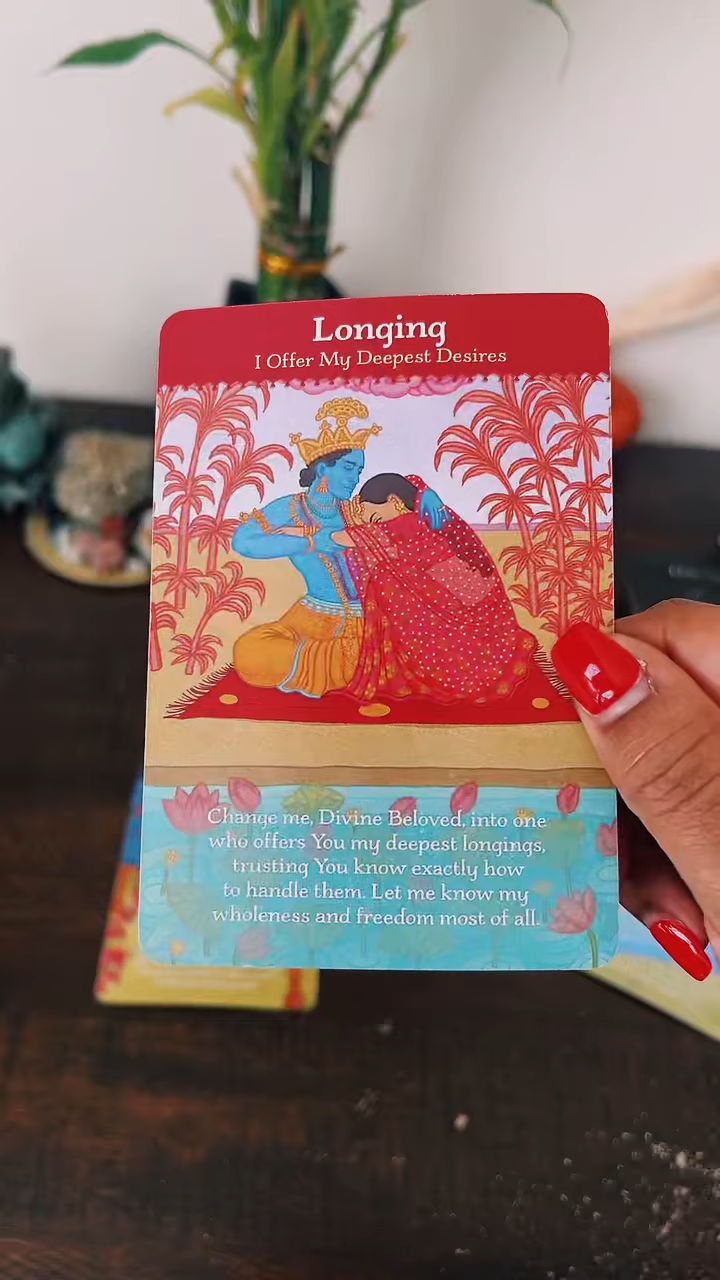 Longing
I Offer My Deepest Desires
Change me, Divine Beloved, into one
who offers You my deepest longings,
trusting You know exactly how
to handle them. Let me know my
wholeness and freedom most of all.